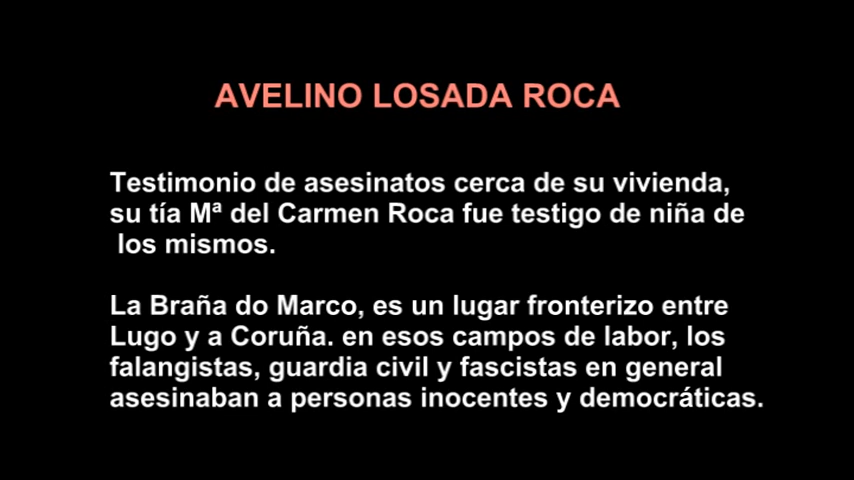 AVELINO LOSADA ROCA
Testimonio de asesinatos cerca de su vivienda,
su tía Mª del Carmen Roca fue testigo de niña de
los mismos.
La Braña do Marco, es un lugar fronterizo entre
Lugo y a Coruña. en esos campos de labor, los
falangistas, guardia civil y fascistas en general
asesinaban a personas inocentes y democráticas.